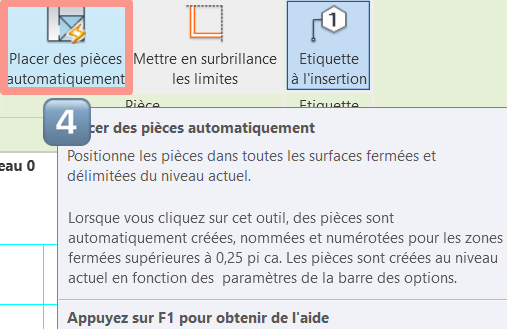 1
Placer des pièces
automatiquement
Mettre en surbrillance
les limites
Etiquette
à l'insertion
Pièce
Etiquette
4
cer des pièces automatiquement
eau 0
Positionne les pièces dans toutes les surfaces fermées et
délimitées du niveau actuel.
Lorsque vous cliquez sur cet outil, des pièces sont
automatiquement créées, nommées et numérotées pour les zones
fermées supérieures à 0,25 pi ca. Les pièces sont créées au niveau
actuel en fonction des paramètres de la barre des options.
Appuyez sur F1 pour obtenir de l'aide